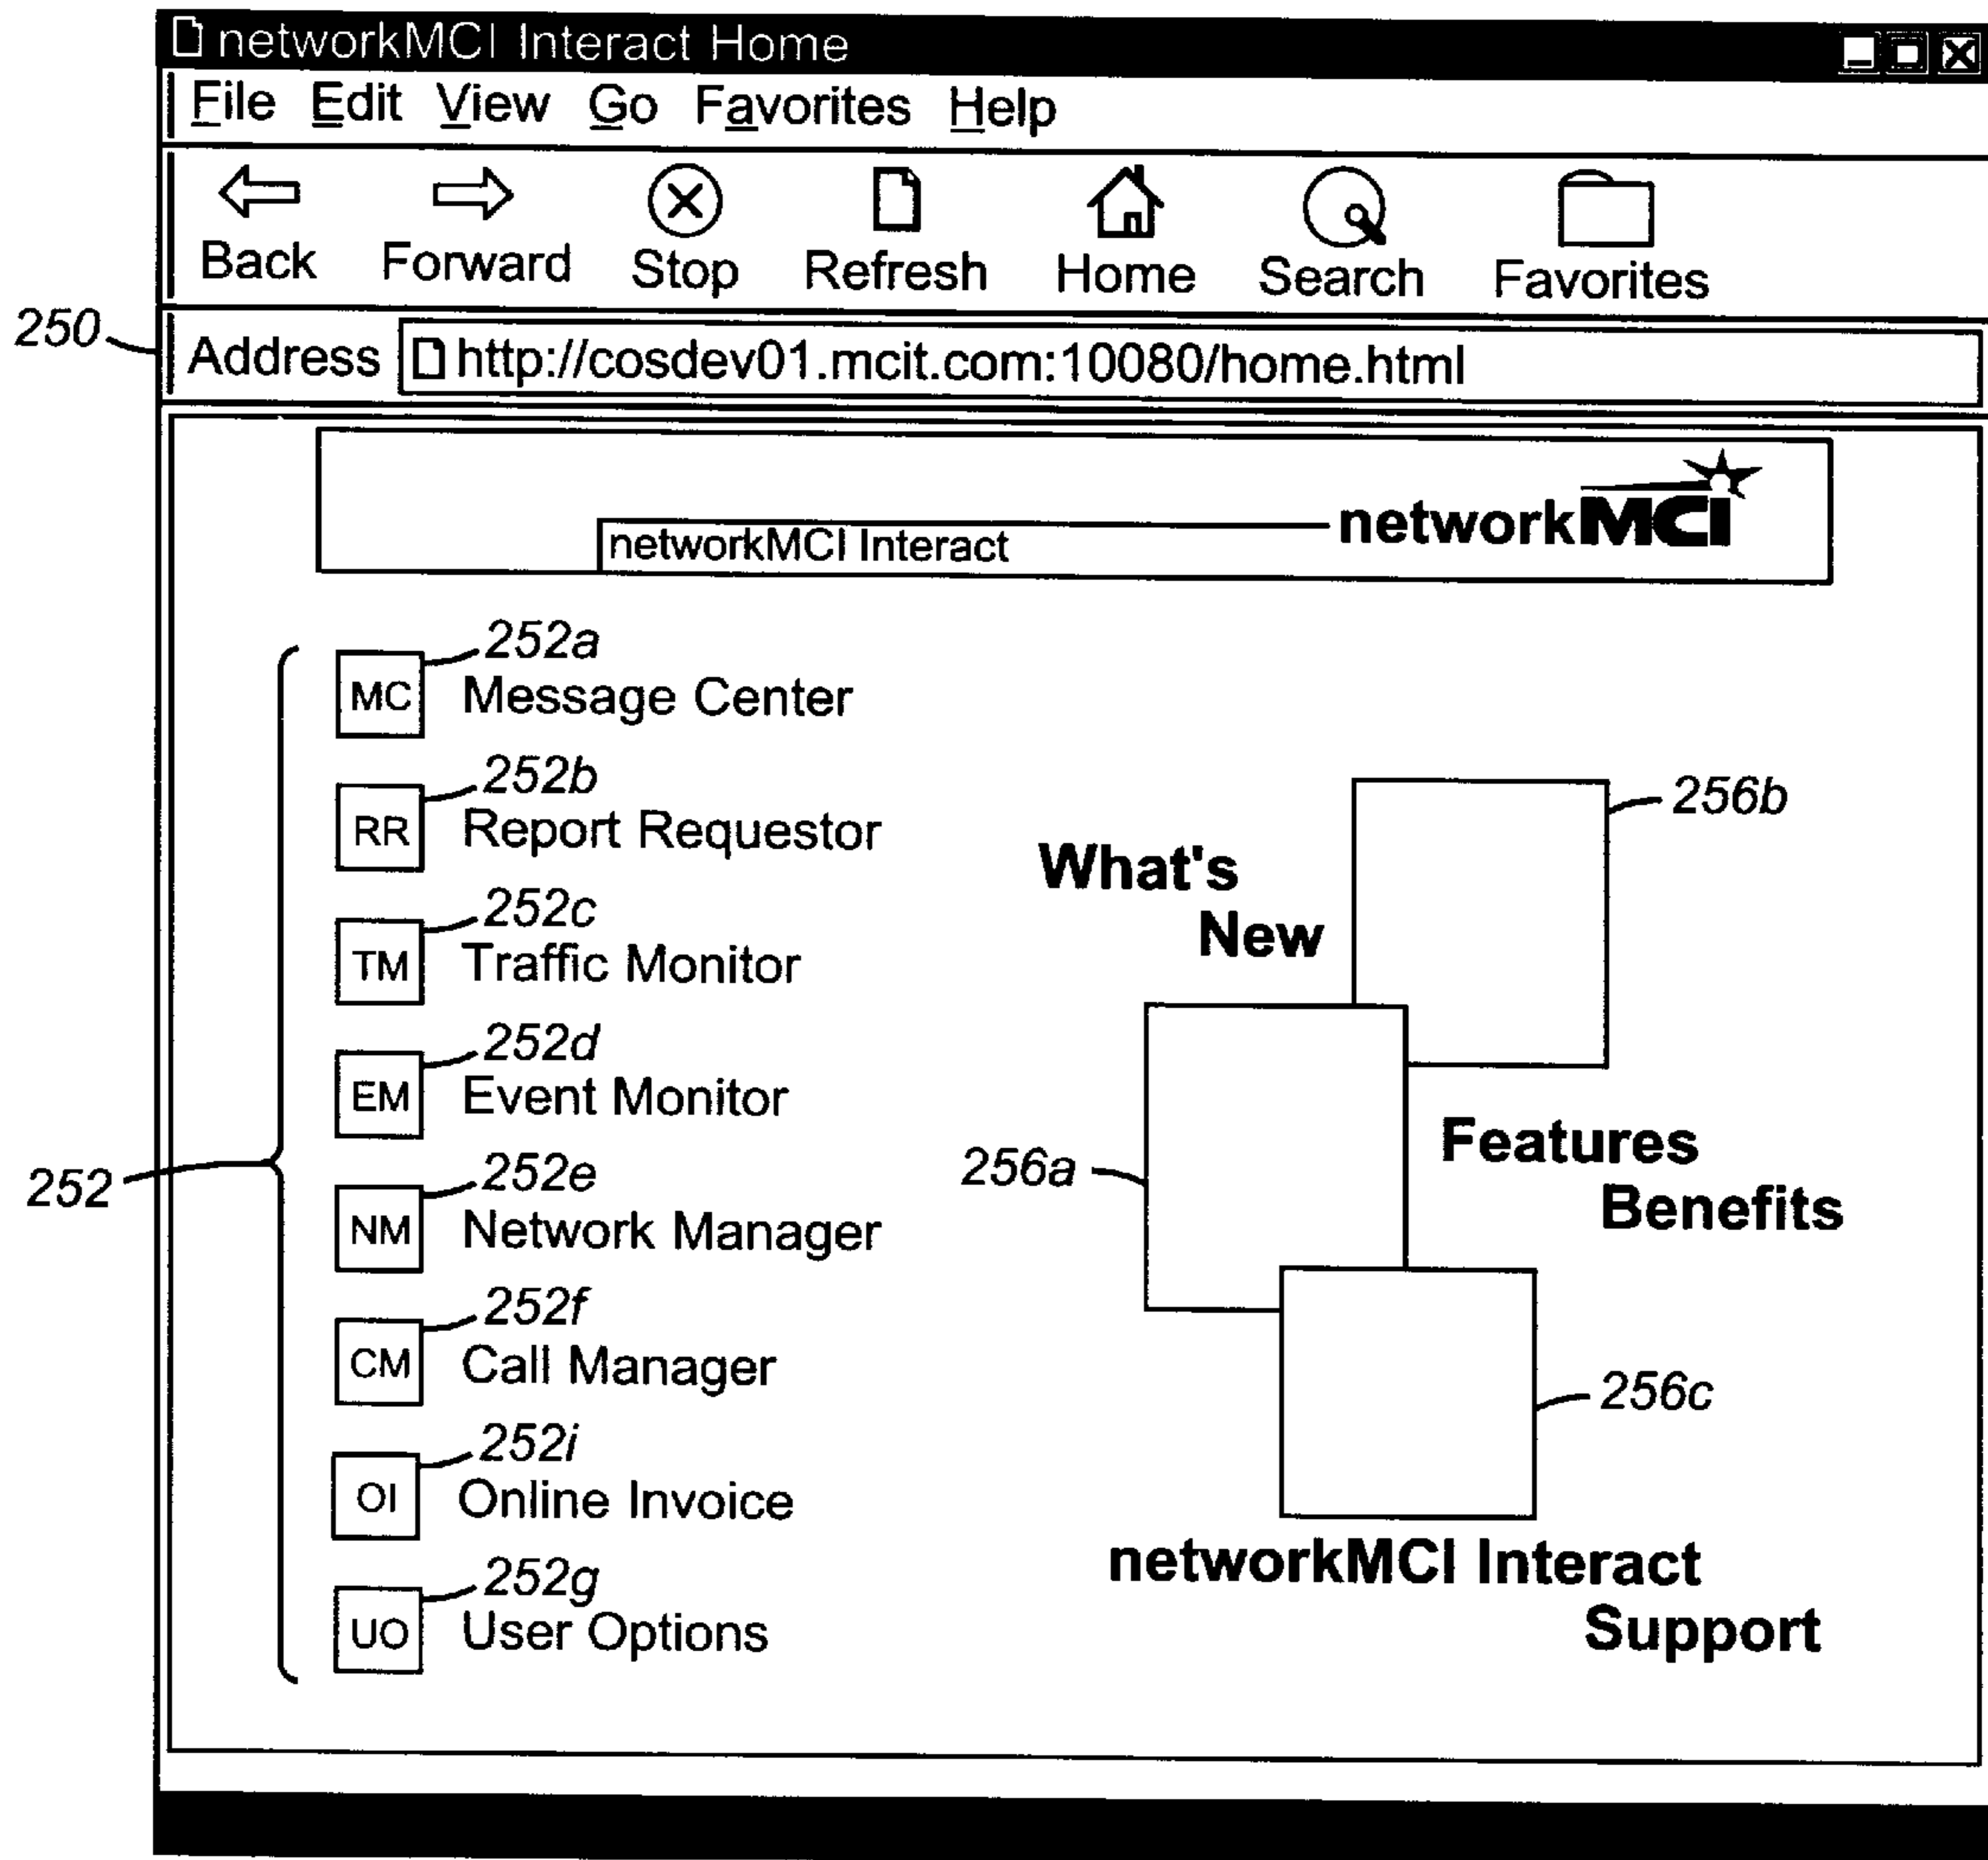 networkMCI Interact Home
File Edit View Go Favorites Help
Back Forward Stop Refresh Home Search Favorites
250
Address http://cosdev01.mcit.com:10080/home.html
networkMCI Interact
networkMCI
252
252a
MC Message Center
252b
RR Report Requestor
252c
TM Traffic Monitor
252d
EM Event Monitor
252e
NM Network Manager
252f
CM Call Manager
252i
OI Online Invoice
252g
UO User Options
256b
What's
New
256a
Features
Benefits
256c
networkMCI Interact
Support